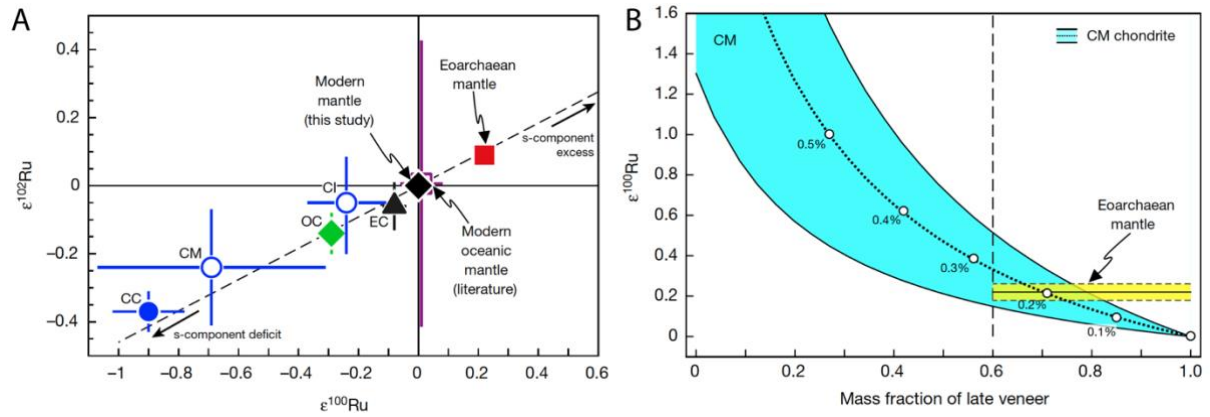 A
0.4
0.2
0
−0.2
−0.4
ε102Ru
−1
−0.8
−0.6
−0.4
−0.2
0
0.2
0.4
0.6
ε100Ru
Modern
mantle
(this study)
Eoarchaean
mantle
s-component
excess
CI
OC
EC
CM
CC
Modern
oceanic
mantle
(literature)
s-component deficit
B
1.6
1.4
1.2
1.0
0.8
0.6
0.4
0.2
0
ε100Ru
0
0.2
0.4
0.6
0.8
1.0
Mass fraction of late veneer
CM
CM chondrite
0.5%
0.4%
0.3%
0.2%
0.1%
Eoarchaean
mantle